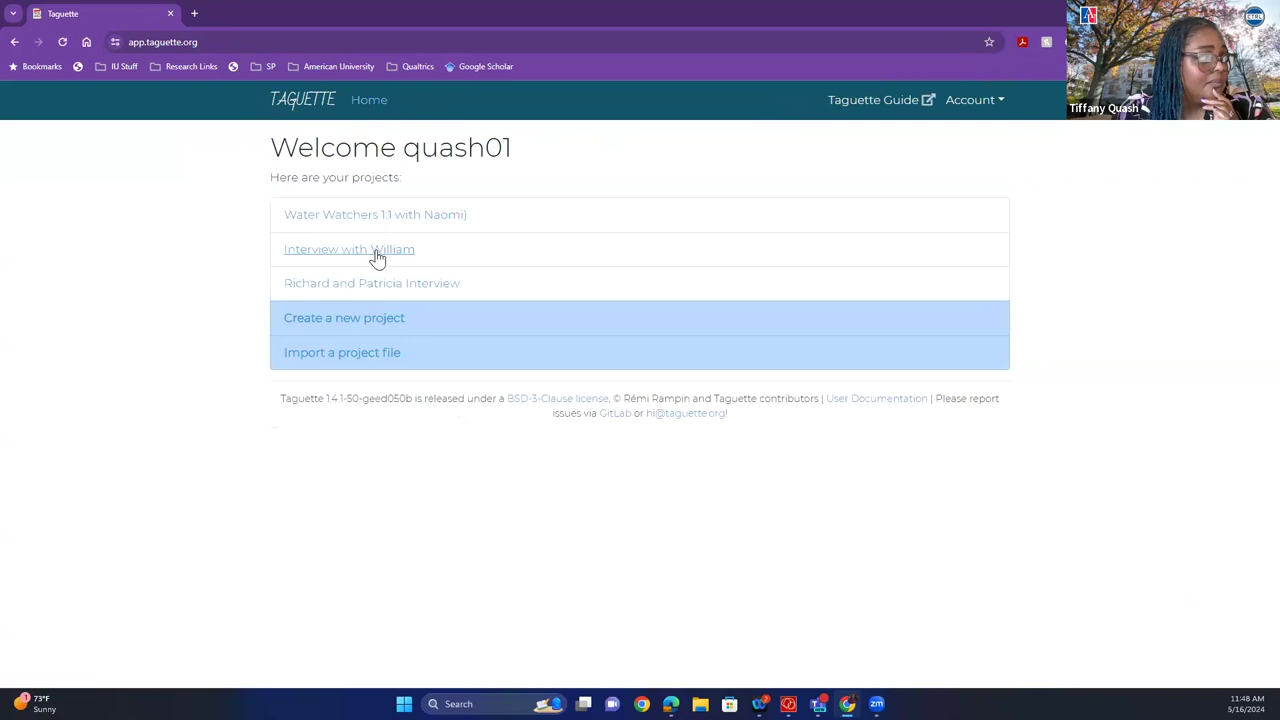 Taguette
app.taguette.org
Bookmarks IU Stuff Research Links SP American University Qualtrics Google Scholar
TAGUETTE Home Taguette Guide Account
Tiffany Quash
Welcome quash01
Here are your projects:
Water Watchers 1:1 with Naomi)
Interview with William
Richard and Patricia Interview
Create a new project
Import a project file
Taguette 1.4.1-50-geed050b is released under a BSD-3-Clause license, © Rémi Rampin and Taguette contributors | User Documentation | Please report
issues via GitLab or hi@taguette.org!
1
73°F
Sunny
Search
zm
11:48 AM
5/16/2024